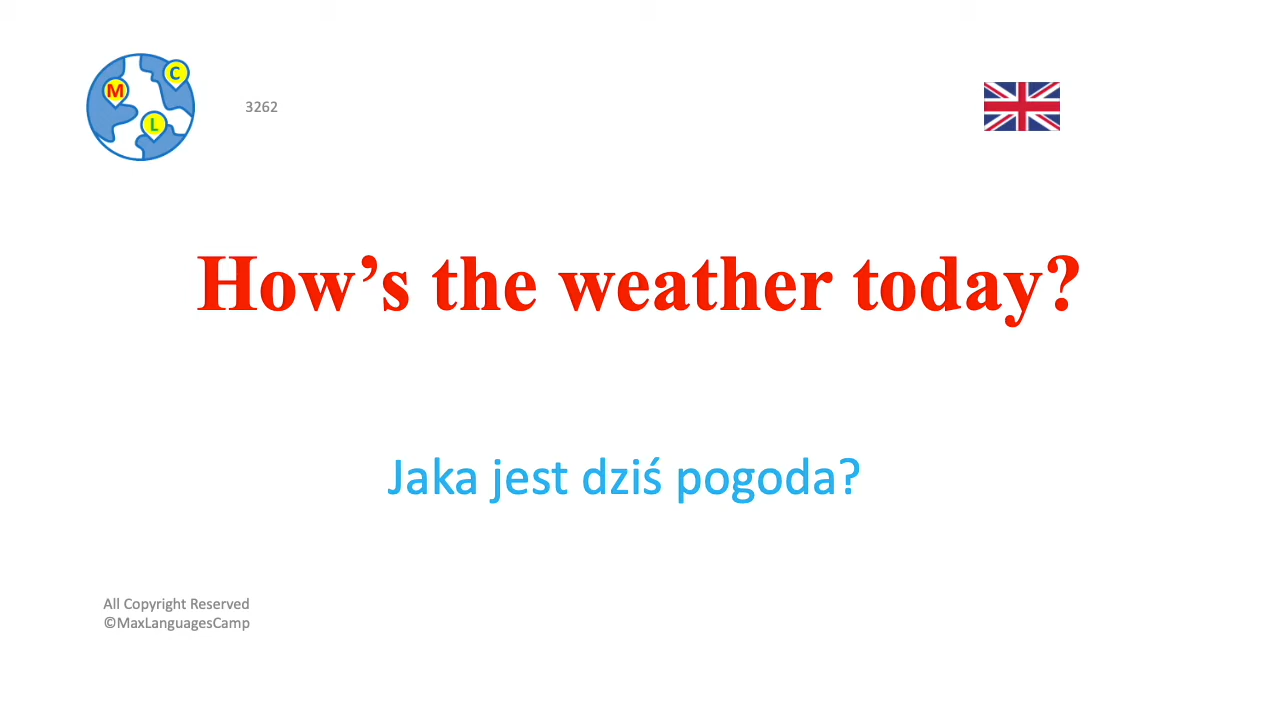 M
C
L
3262
How’s the weather today?
Jaka jest dziś pogoda?
All Copyright Reserved
©MaxLanguagesCamp